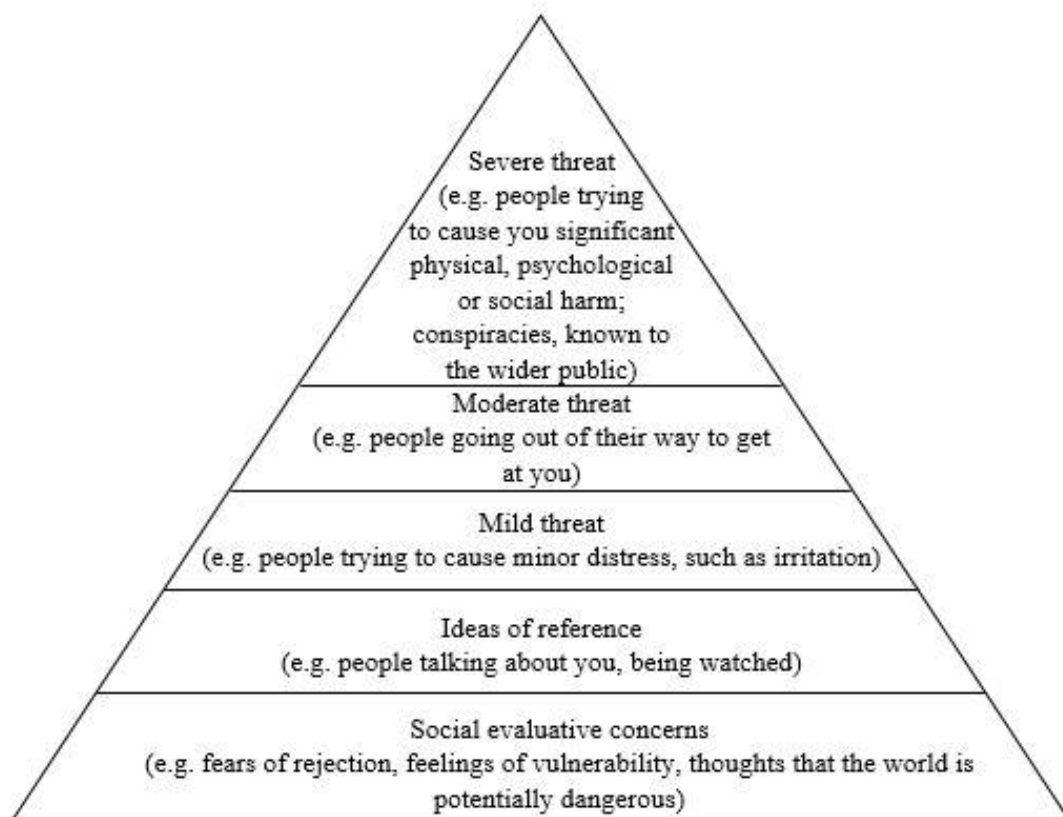 Severe threat
(e.g. people trying
to cause you significant
physical, psychological
or social harm;
conspiracies, known to
the wider public)
Moderate threat
(e.g. people going out of their way to get
at you)
Mild threat
(e.g. people trying to cause minor distress, such as irritation)
Ideas of reference
(e.g. people talking about you, being watched)
Social evaluative concerns
(e.g. fears of rejection, feelings of vulnerability, thoughts that the world is
potentially dangerous)